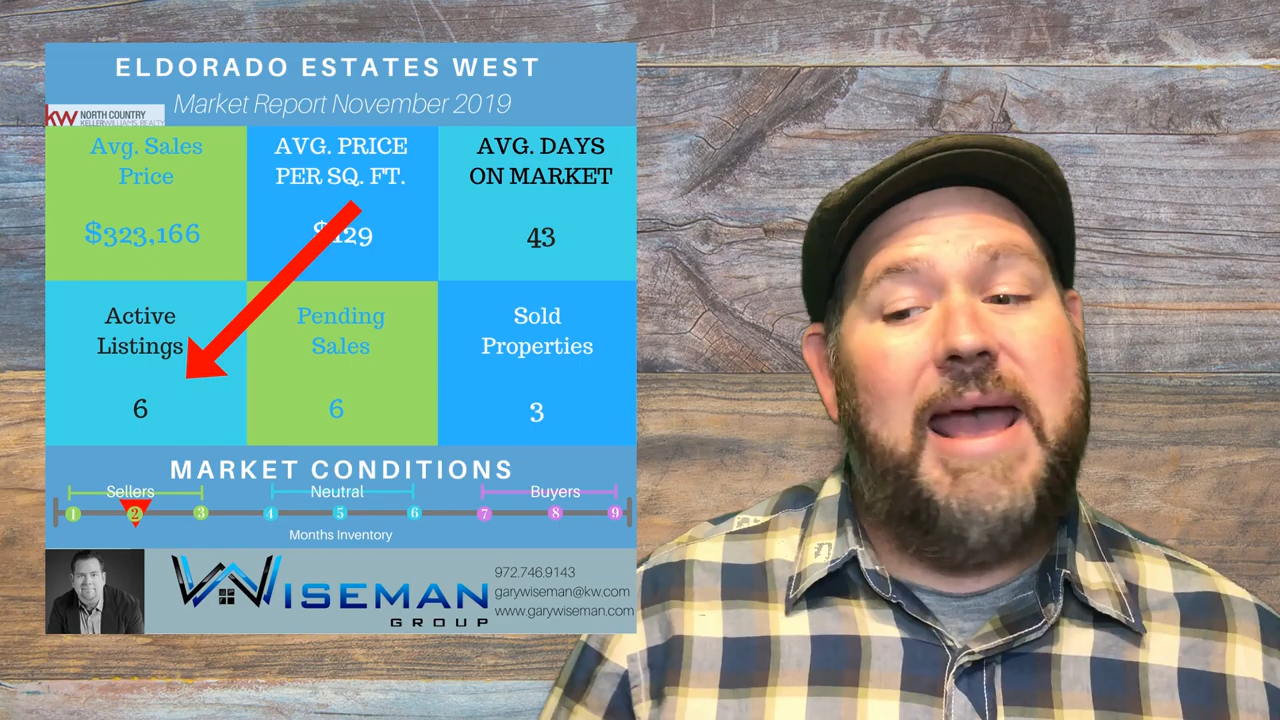 ELDORADO ESTATES WEST
Market Report November 2019
kw NORTH COUNTRY
KELLERWILLIAMS. REALTY
Avg. Sales
Price
$323,166
AVG. PRICE
PER SQ. FT.
$129
AVG. DAYS
ON MARKET
43
Active
Listings
6
Pending
Sales
6
Sold
Properties
3
MARKET CONDITIONS
Sellers Neutral Buyers
1 2 3 4 5 6 7 8 9
Months Inventory
WISEMAN
GROUP
972.746.9143
garywiseman@kw.com
www.garywiseman.com